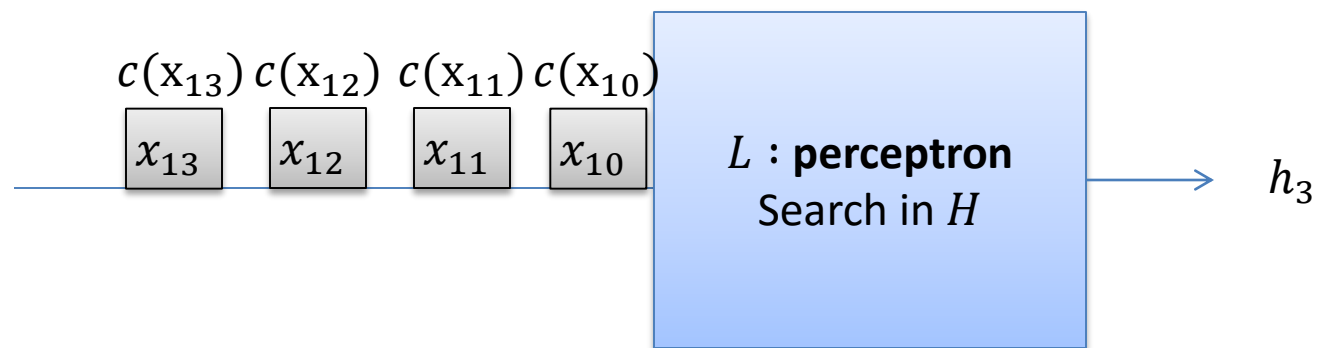 c(x₁₃) c(x₁₂) c(x₁₁) c(x₁₀)
x₁₃ x₁₂ x₁₁ x₁₀
L : perceptron
Search in H
h₃